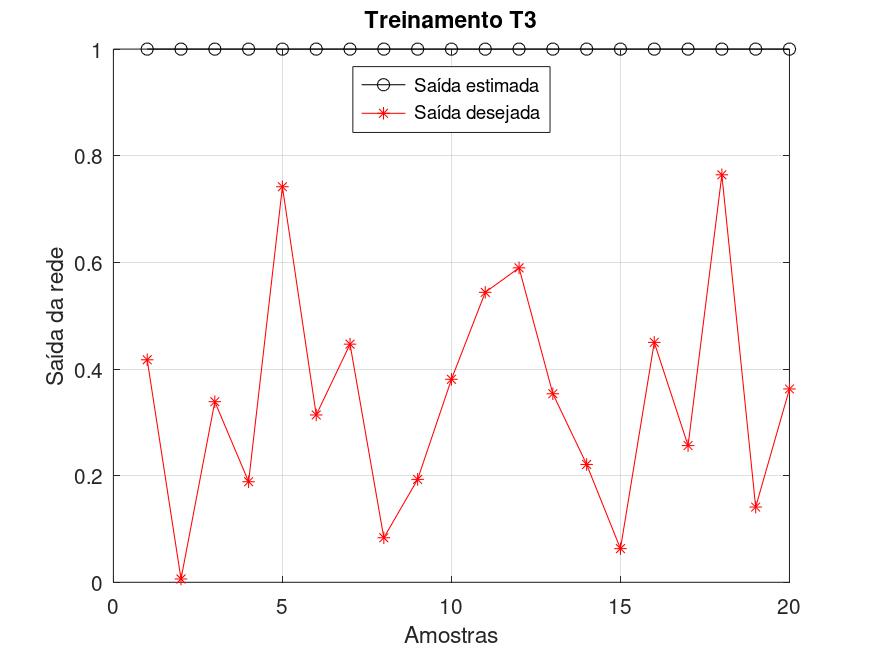 Treinamento T3
1
0.8
0.6
0.4
0.2
0
Saída da rede
Saída estimada
Saída desejada
0 5 10 15 20
Amostras